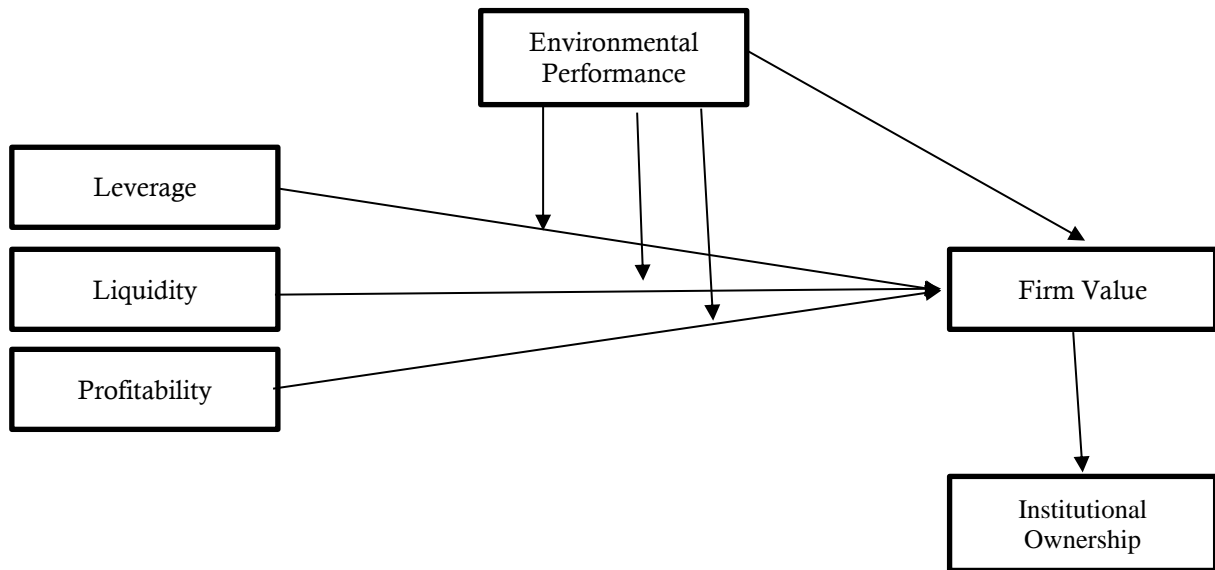 Environmental
Performance
Leverage
Liquidity
Firm Value
Profitability
Institutional
Ownership